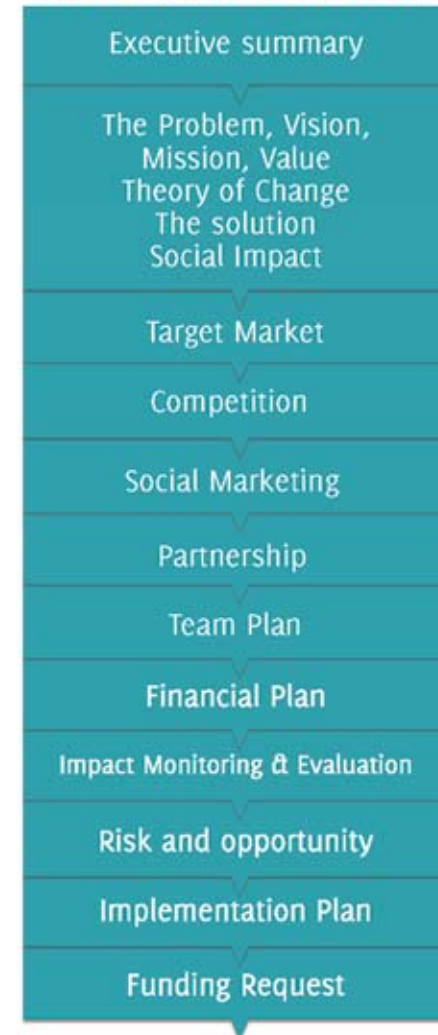 Executive summary
The Problem, Vision,
Mission, Value
Theory of Change
The solution
Social Impact
Target Market
Competition
Social Marketing
Partnership
Team Plan
Financial Plan
Impact Monitoring & Evaluation
Risk and opportunity
Implementation Plan
Funding Request